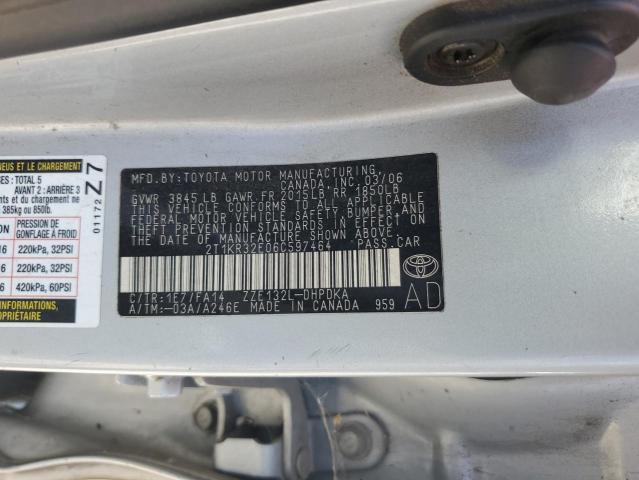 NEUS ET LE CHARGEMENT
TOTAL 5
AVANT 2: ARRIÈRE 3
ents et du chargement ne
385kg ou 850lb.
PRESSION DE
GONFLAGE À FROID
220kPa, 32PSI
220kPa, 32PSI
420kPa, 60PSI
01172
Z7
MFD.BY:TOYOTA MOTOR MANUFACTURING
CANADA, INC. 03/06
GVWR 3845 LB GAWR FR 2015LB RR 1850LB
THIS VEHICLE CONFORMS TO ALL APPLICABLE
FEDERAL MOTOR VEHICLE SAFETY, BUMPER, AND
THEFT PREVENTION STANDARDS IN EFFECT ON
THE DATE OF MANUFACTURE SHOWN ABOVE.
2T1KR32E06C597464 PASS.CAR
C/TR:1E7/FA14 ZZE132L-DHPDKA
A/TM:-03A/A246E MADE IN CANADA 959
TOYOTA
AD